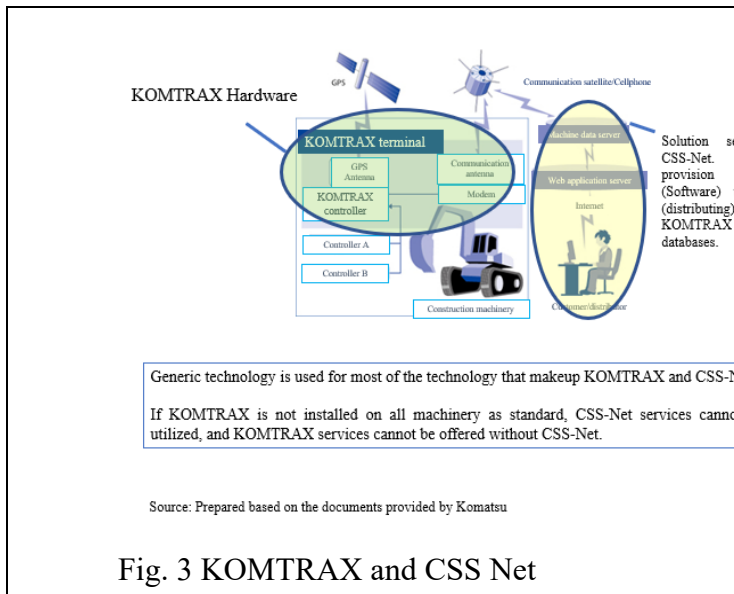 GPS
Communication satellite/Cellphone
KOMTRAX Hardware
KOMTRAX terminal
GPS
Antenna
Communication
antenna
KOMTRAX
controller
Modem
Controller A
Controller B
Construction machinery
Machine data server
Web application server
Internet
Customer/distributor
Solution se
CSS-Net.
provision
(Software)
(distributing)
KOMTRAX
databases.
Generic technology is used for most of the technology that makeup KOMTRAX and CSS-N
If KOMTRAX is not installed on all machinery as standard, CSS-Net services canno
utilized, and KOMTRAX services cannot be offered without CSS-Net.
Source: Prepared based on the documents provided by Komatsu
Fig. 3 KOMTRAX and CSS Net